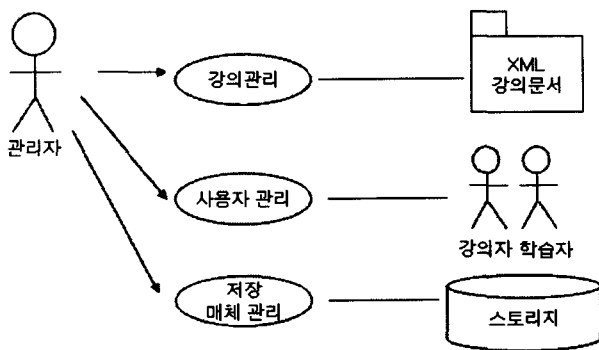 관리자
강의관리
XML
강의문서
사용자 관리
강의자 학습자
저장
매체 관리
스토리지